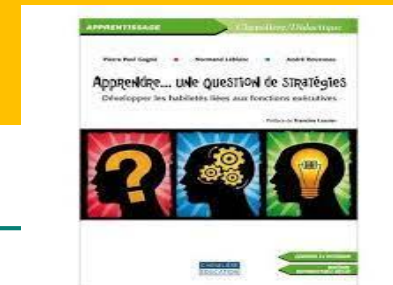 APPRENTISSAGE Chenelière/Didactique
Pierre Paul Gagné Normand Leblanc André Rousseau
Apprendre... une question de stratégies
Développer les habiletés liées aux fonctions exécutives
Préface de Francine Lussier
CHENELIÈRE
ÉDUCATION